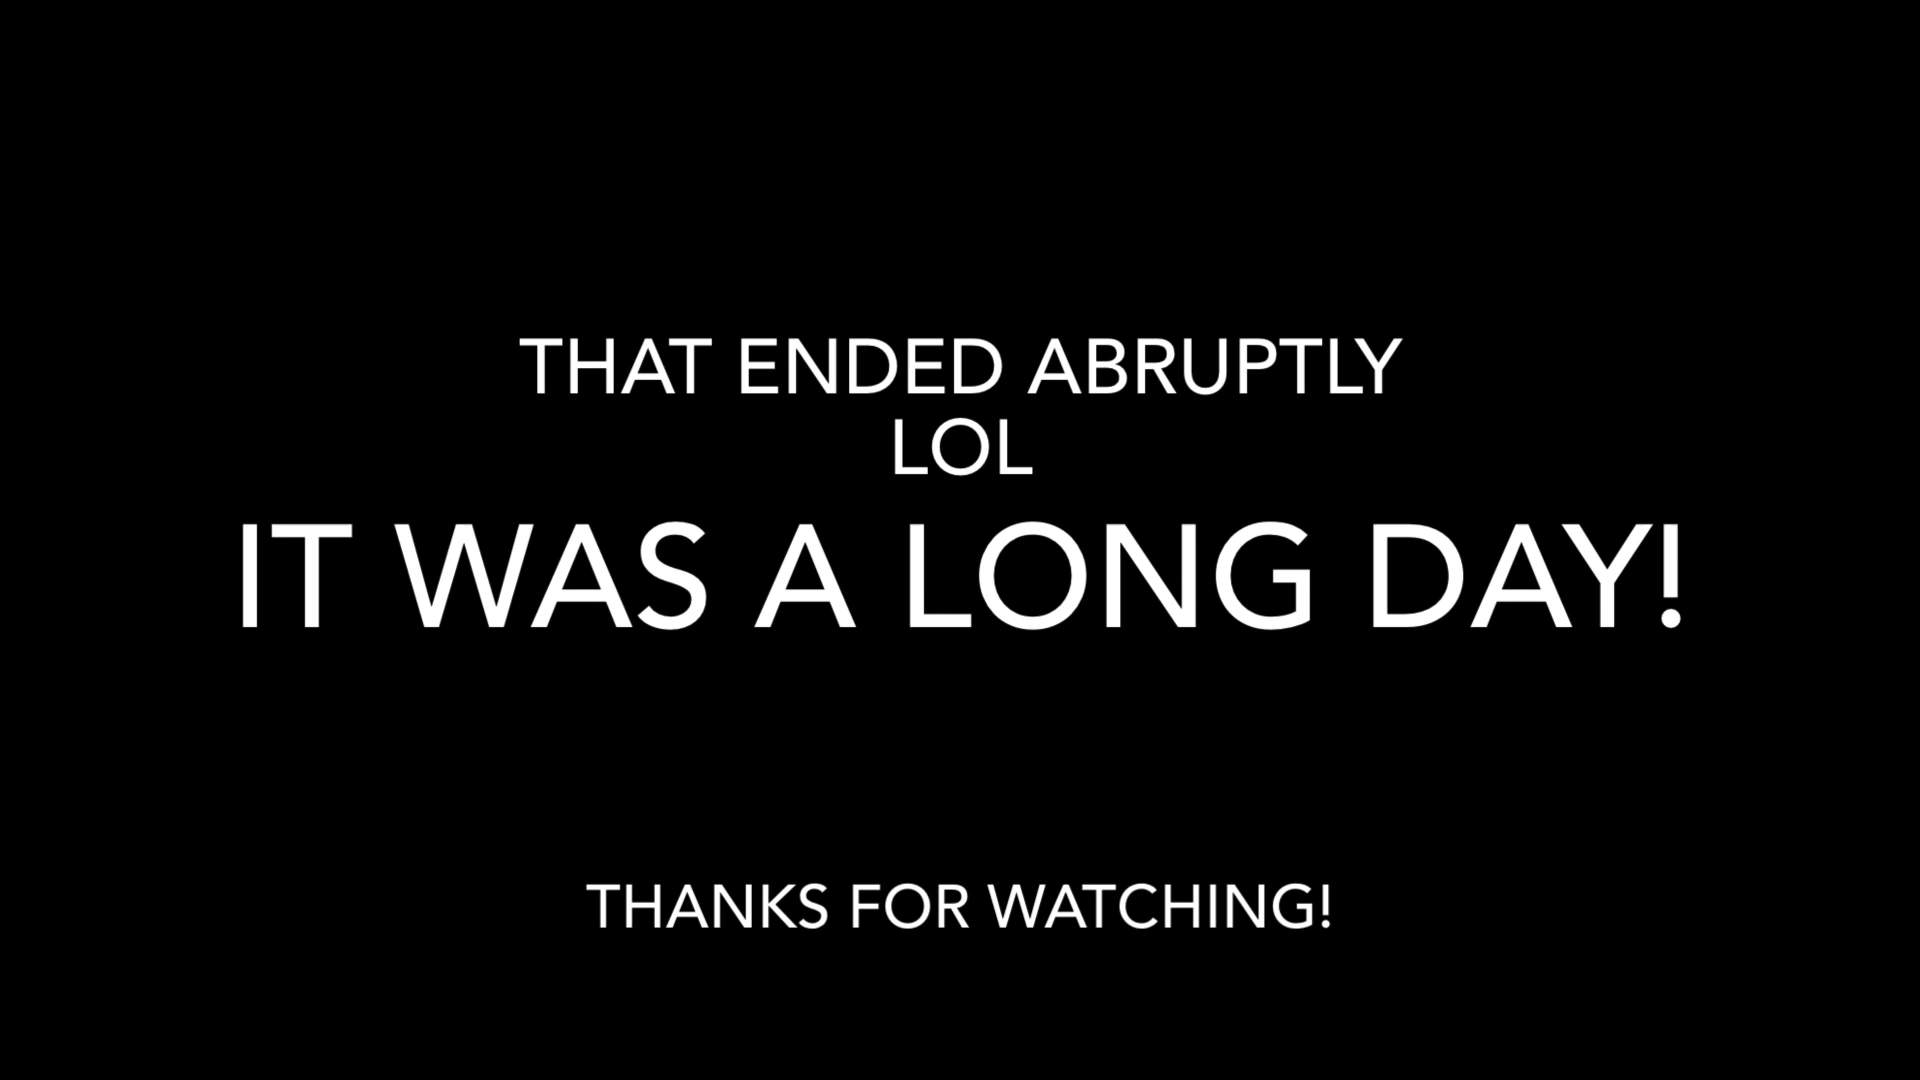 THAT ENDED ABRUPTLY
LOL
IT WAS A LONG DAY!
THANKS FOR WATCHING!